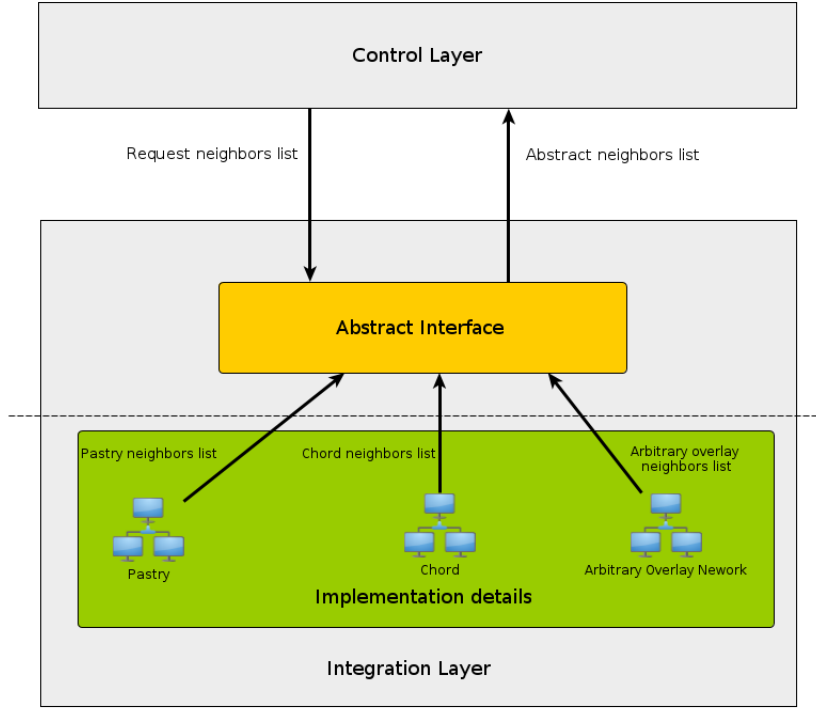 Control Layer
Request neighbors list
Abstract neighbors list
Abstract Interface
Pastry neighbors list
Chord neighbors list
Arbitrary overlay
neighbors list
Pastry
Chord
Arbitrary Overlay Nework
Implementation details
Integration Layer